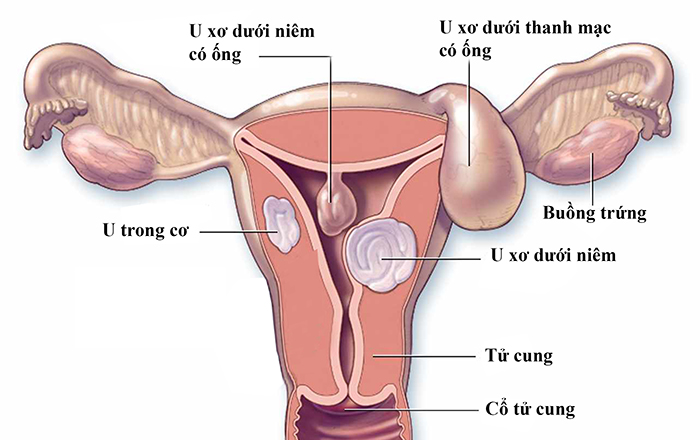 U xơ dưới niêm
có ống
U xơ dưới thanh mạc
có ống
Buồng trứng
U trong cơ
U xơ dưới niêm
Tử cung
Cổ tử cung